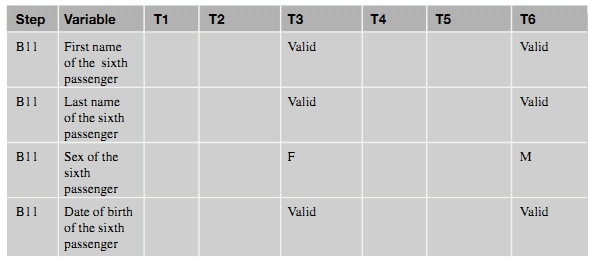 Step Variable T1 T2 T3 T4 T5 T6
B11 First name Valid Valid
of the sixth
passenger
B11 Last name Valid Valid
of the sixth
passenger
B11 Sex of the F M
sixth
passenger
B11 Date of birth Valid Valid
of the sixth
passenger